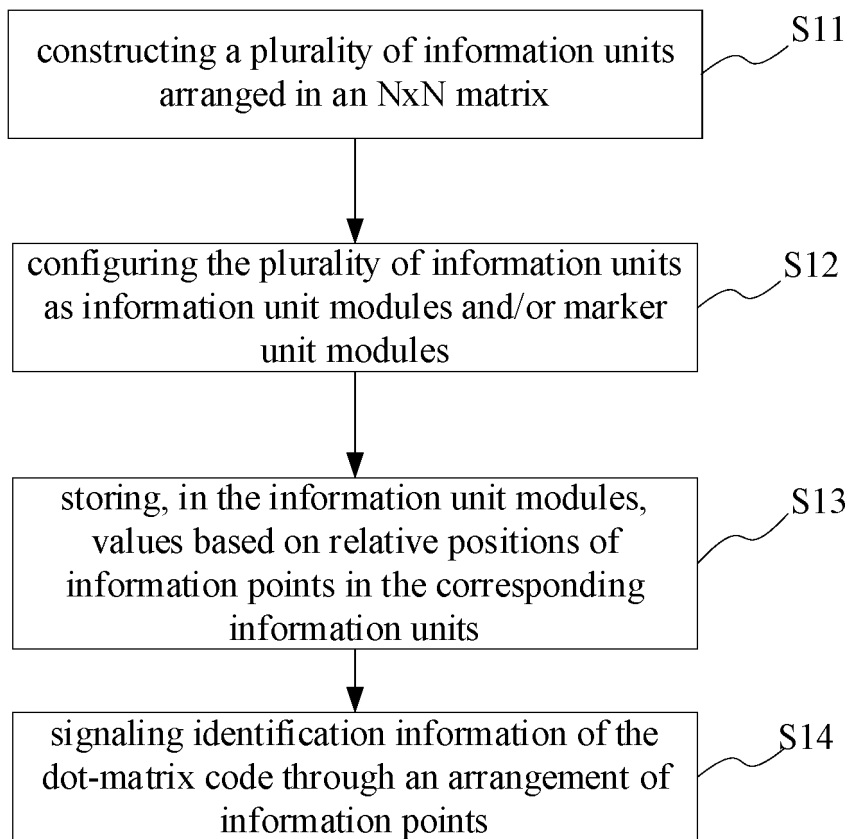 constructing a plurality of information units
arranged in an NxN matrix
S11
configuring the plurality of information units
as information unit modules and/or marker
unit modules
S12
storing, in the information unit modules,
values based on relative positions of
information points in the corresponding
information units
S13
signaling identification information of the
dot-matrix code through an arrangement of
information points
S14